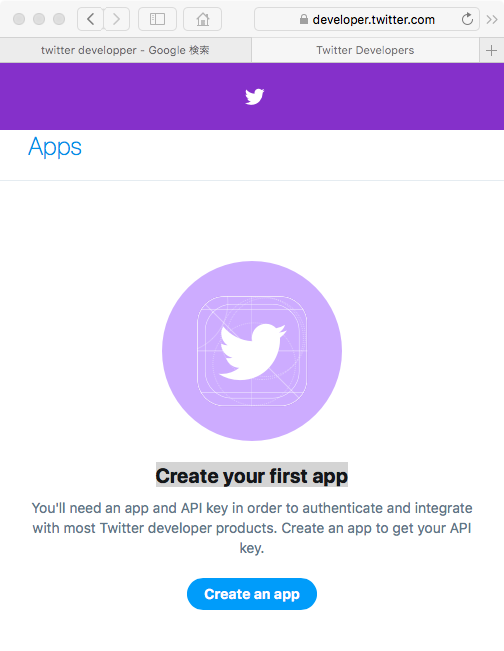 developer.twitter.com
twitter developper - Google 検索
Twitter Developers
Apps
Create your first app
You'll need an app and API key in order to authenticate and integrate
with most Twitter developer products. Create an app to get your API
key.
Create an app